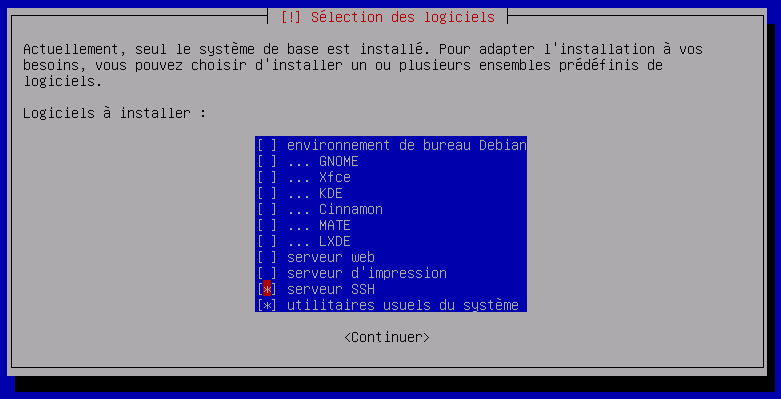 [!] Sélection des logiciels
Actuellement, seul le système de base est installé. Pour adapter l'installation à vos
besoins, vous pouvez choisir d'installer un ou plusieurs ensembles prédéfinis de
logiciels.
Logiciels à installer :
[ ] environnement de bureau Debian
[ ] ... GNOME
[ ] ... Xfce
[ ] ... KDE
[ ] ... Cinnamon
[ ] ... MATE
[ ] ... LXDE
[ ] serveur web
[ ] serveur d'impression
[*] serveur SSH
[*] utilitaires usuels du système
<Continuer>